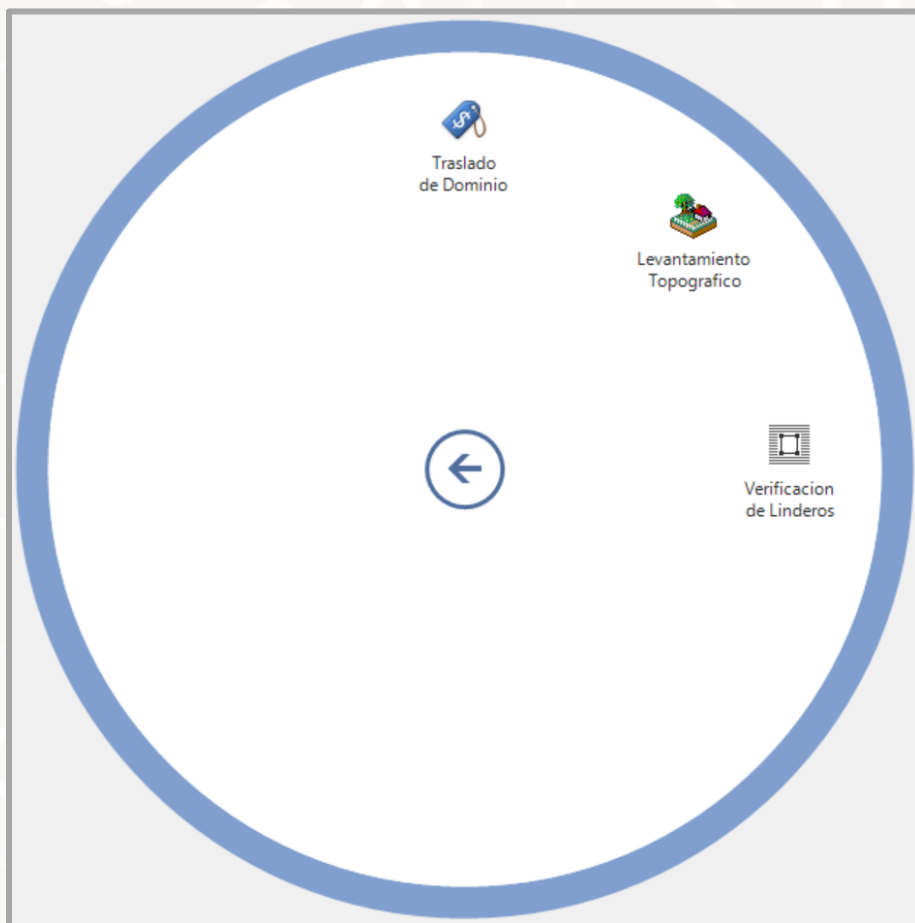 Traslado
de Dominio
Levantamiento
Topografico
Verificacion
de Linderos